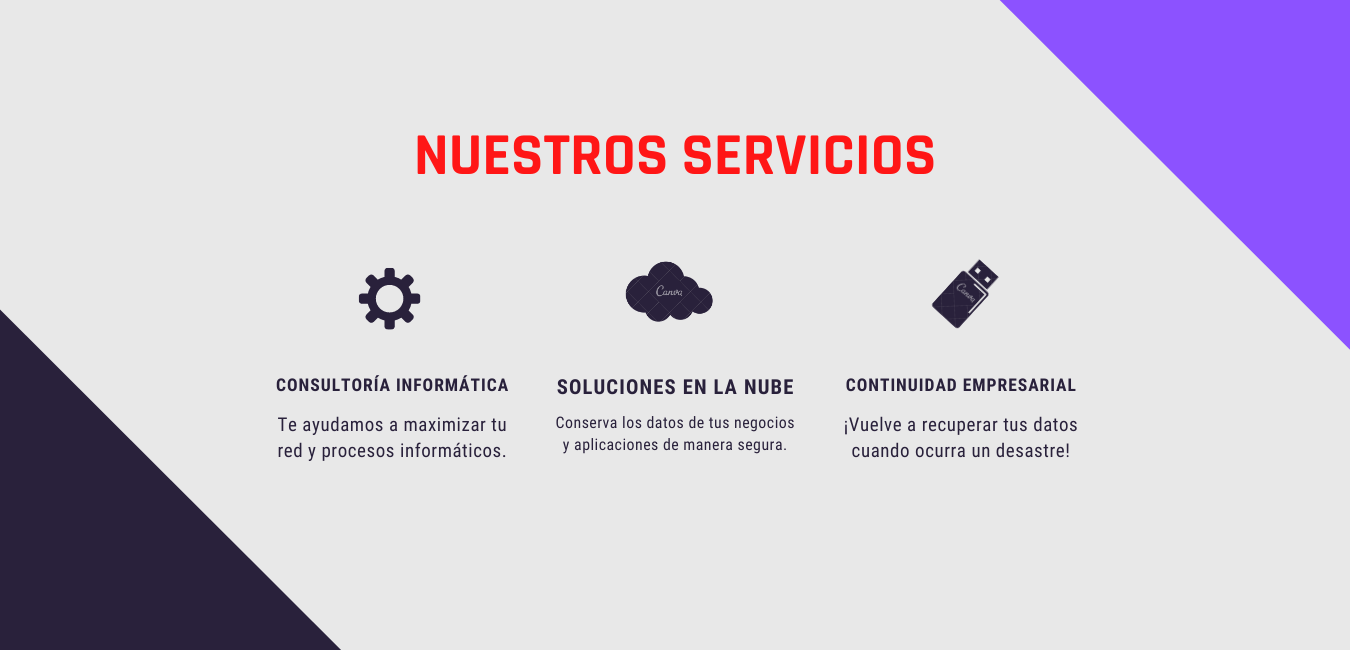 NUESTROS SERVICIOS
Canva
Canva
CONSULTORÍA INFORMÁTICA
Te ayudamos a maximizar tu
red y procesos informáticos.
SOLUCIONES EN LA NUBE
Conserva los datos de tus negocios
y aplicaciones de manera segura.
CONTINUIDAD EMPRESARIAL
¡Vuelve a recuperar tus datos
cuando ocurra un desastre!